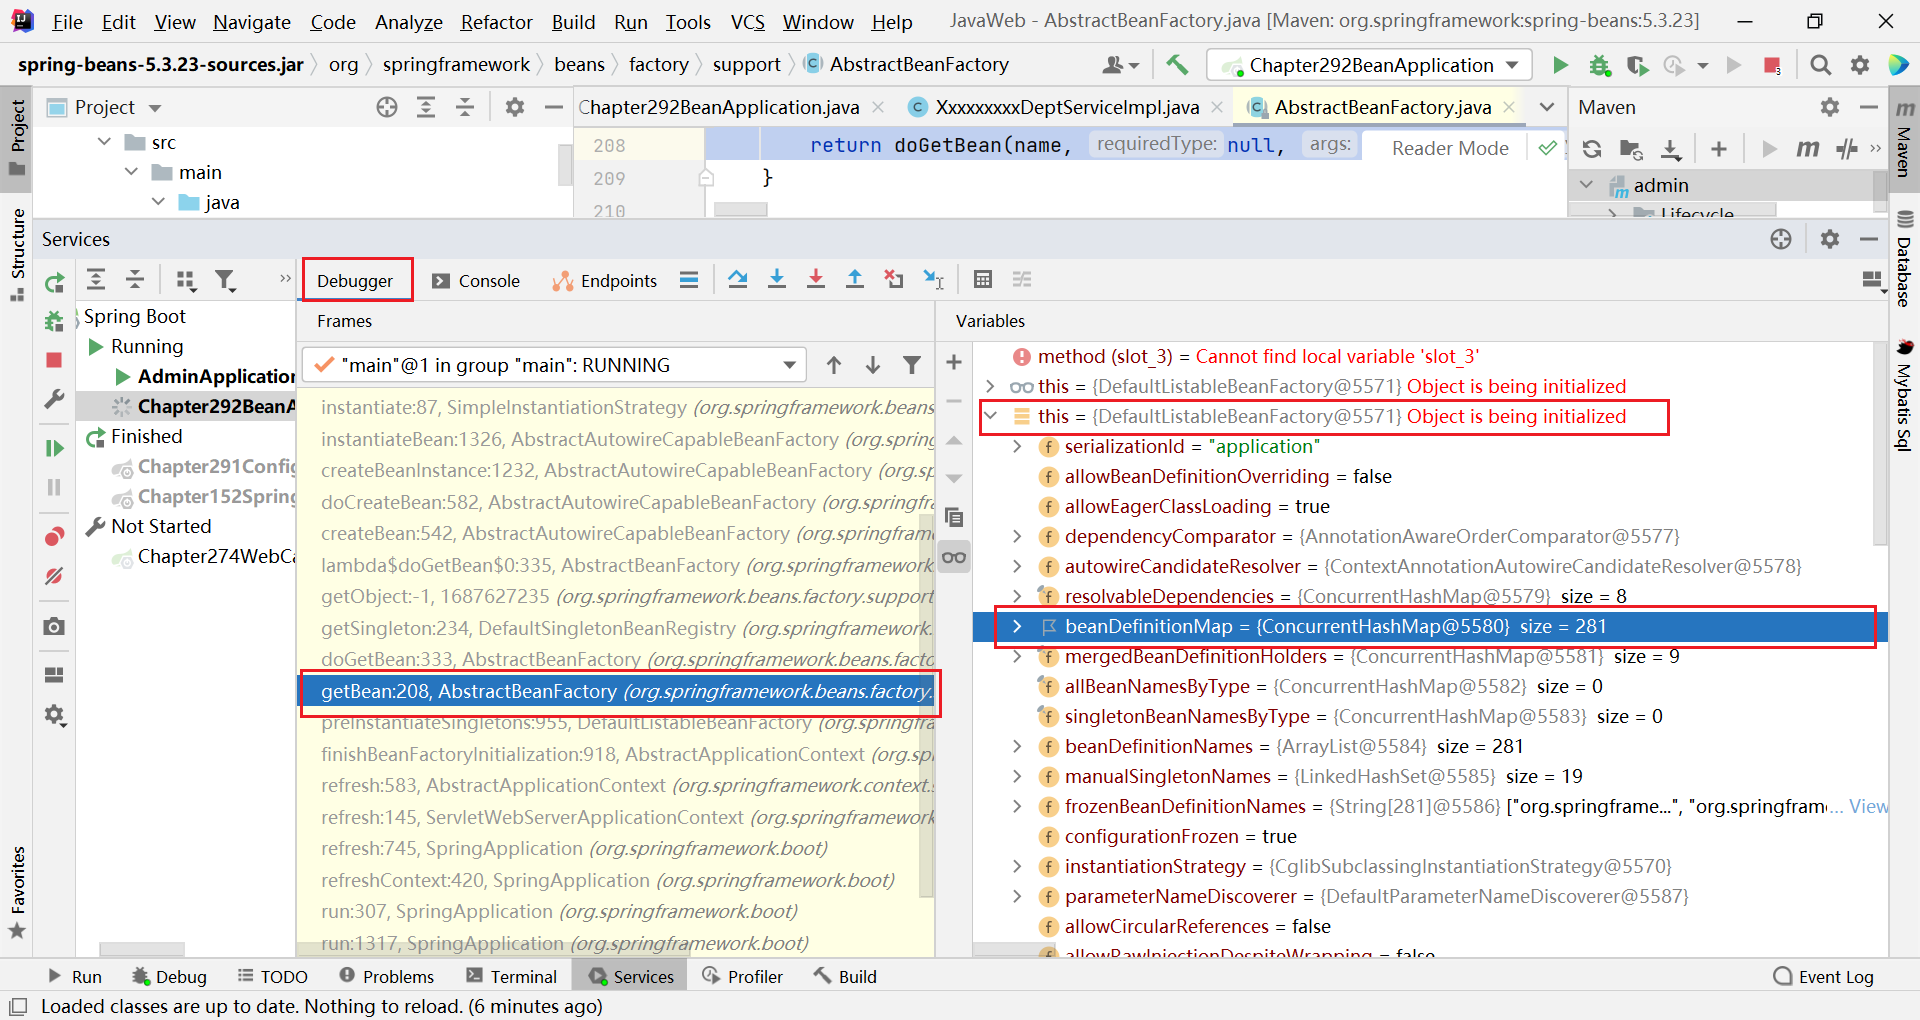 File Edit View Navigate Code Analyze Refactor Build Run Tools VCS Window Help JavaWeb - AbstractBeanFactory.java [Maven: org.springframework:spring-beans:5.3.23]
spring-beans-5.3.23-sources.jar org springframework beans factory support AbstractBeanFactory Chapter292BeanApplication
Project
Chapter292BeanApplication.java XxxxxxxxxDeptServiceImpl.java AbstractBeanFactory.java
Maven
src
main
java
208 return doGetBean(name, requiredType: null, args:
Reader Mode
209 }
210
admin
Lifecycle
Project
Structure
Favorites
Maven
Database
Mybatis Sql
Services
Debugger Console Endpoints
Spring Boot
Running
AdminApplication
Chapter292BeanA
Finished
Chapter291Config
Chapter152Spring
Not Started
Chapter274WebCa
Frames
"main"@1 in group "main": RUNNING
instantiate:87, SimpleInstantiationStrategy (org.springframework.beans
instantiateBean:1326, AbstractAutowireCapableBeanFactory (org.spring
createBeanInstance:1232, AbstractAutowireCapableBeanFactory (org.sp
doCreateBean:582, AbstractAutowireCapableBeanFactory (org.springfr
createBean:542, AbstractAutowireCapableBeanFactory (org.springfram
lambda$doGetBean$0:335, AbstractBeanFactory (org.springframework.
getObject:-1, 1687627235 (org.springframework.beans.factory.support
getSingleton:234, DefaultSingletonBeanRegistry (org.springframework.
doGetBean:333, AbstractBeanFactory (org.springframework.beans.facto
getBean:208, AbstractBeanFactory (org.springframework.beans.factory.
preInstantiateSingletons:955, DefaultListableBeanFactory (org.springfra
finishBeanFactoryInitialization:918, AbstractApplicationContext (org.sp
refresh:583, AbstractApplicationContext (org.springframework.context.s
refresh:145, ServletWebServerApplicationContext (org.springframework
refresh:745, SpringApplication (org.springframework.boot)
refreshContext:420, SpringApplication (org.springframework.boot)
run:307, SpringApplication (org.springframework.boot)
run:1317, SpringApplication (org.springframework.boot)
Variables
method (slot_3) = Cannot find local variable 'slot_3'
this = {DefaultListableBeanFactory@5571} Object is being initialized
this = {DefaultListableBeanFactory@5571} Object is being initialized
serializationId = "application"
allowBeanDefinitionOverriding = false
allowEagerClassLoading = true
dependencyComparator = {AnnotationAwareOrderComparator@5577}
autowireCandidateResolver = {ContextAnnotationAutowireCandidateResolver@5578}
resolvableDependencies = {ConcurrentHashMap@5579} size = 8
beanDefinitionMap = {ConcurrentHashMap@5580} size = 281
mergedBeanDefinitionHolders = {ConcurrentHashMap@5581} size = 9
allBeanNamesByType = {ConcurrentHashMap@5582} size = 0
singletonBeanNamesByType = {ConcurrentHashMap@5583} size = 0
beanDefinitionNames = {ArrayList@5584} size = 281
manualSingletonNames = {LinkedHashSet@5585} size = 19
frozenBeanDefinitionNames = {String[281]@5586} ["org.springframe...", "org.springfram... View
configurationFrozen = true
instantiationStrategy = {CglibSubclassingInstantiationStrategy@5570}
parameterNameDiscoverer = {DefaultParameterNameDiscoverer@5587}
allowCircularReferences = false
allowRawInjectionDespiteWrapping = false
Run Debug TODO Problems Terminal Services Profiler Build Event Log
Loaded classes are up to date. Nothing to reload. (6 minutes ago)